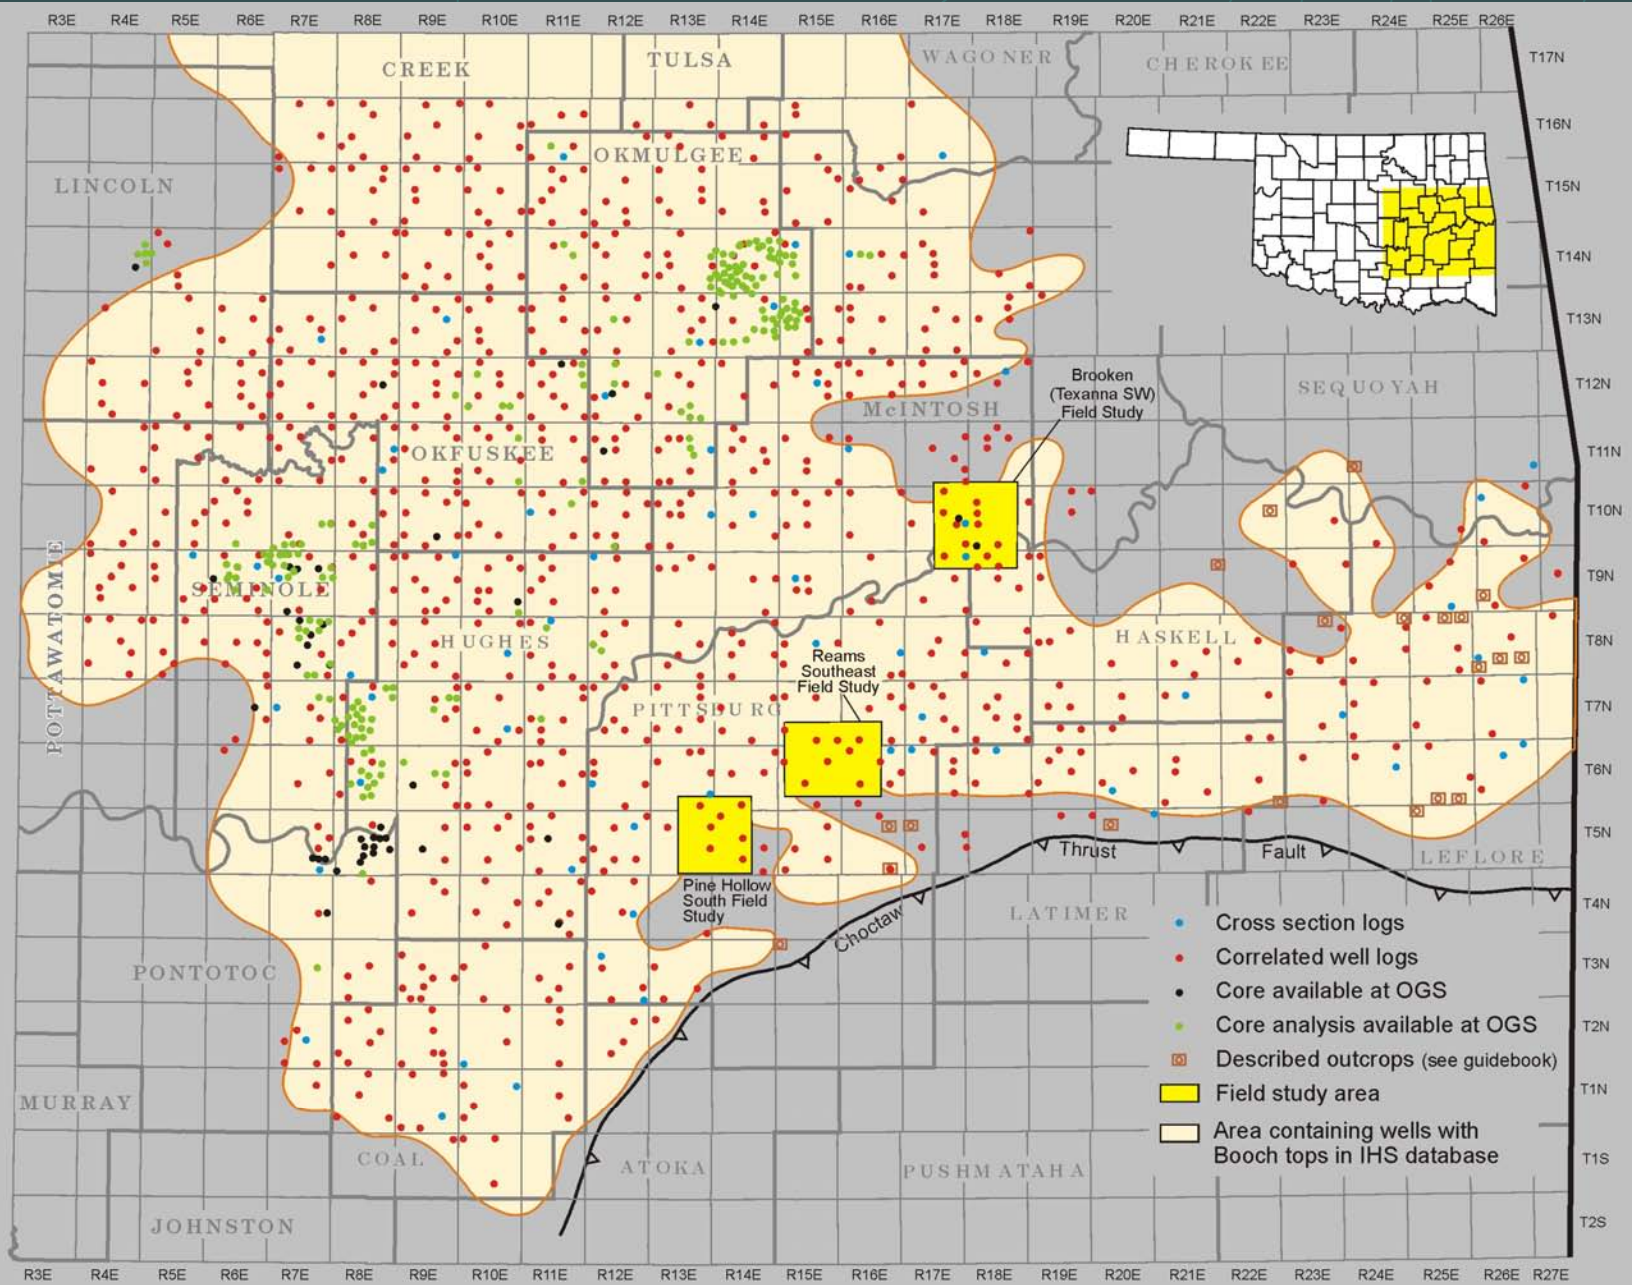 R3E R4E R5E R6E R7E R8E R9E R10E R11E R12E R13E R14E R15E R16E R17E R18E R19E R20E R21E R22E R23E R24E R25E R26E
T17N
T16N
T15N
T14N
T13N
T12N
T11N
T10N
T9N
T8N
T7N
T6N
T5N
T4N
T3N
T2N
T1N
T1S
T2S
CREEK
TULSA
WAGONER
CHEROKEE
OKMULGEE
LINCOLN
SEQUOYAH
McINTOSH
Brooken
(Texanna SW)
Field Study
OKFUSKEE
SEMINOLE
POTTAWATOMIE
HUGHES
HASKELL
Reams
Southeast
Field Study
PITTSBURG
Pine Hollow
South Field
Study
Choctaw
Thrust
Fault
LEFLORE
LATIMER
PONTOTOC
MURRAY
COAL
ATOKA
PUSHMATAHA
JOHNSTON
Cross section logs
Correlated well logs
Core available at OGS
Core analysis available at OGS
Described outcrops (see guidebook)
Field study area
Area containing wells with
Booch tops in IHS database
R3E R4E R5E R6E R7E R8E R9E R10E R11E R12E R13E R14E R15E R16E R17E R18E R19E R20E R21E R22E R23E R24E R25E R26E R27E